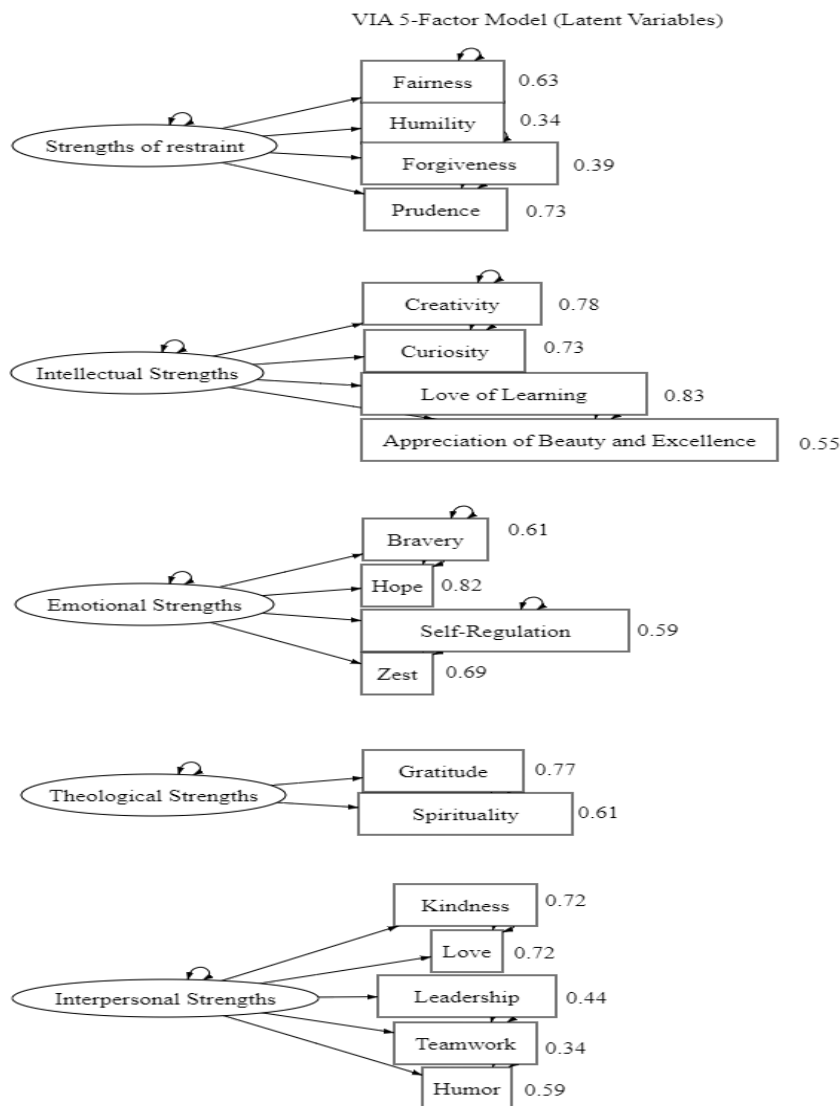 VIA 5-Factor Model (Latent Variables)
Fairness 0.63
Humility 0.34
Strengths of restraint
Forgiveness 0.39
Prudence 0.73
Creativity 0.78
Curiosity 0.73
Intellectual Strengths
Love of Learning 0.83
Appreciation of Beauty and Excellence 0.55
Bravery 0.61
Hope 0.82
Emotional Strengths
Self-Regulation 0.59
Zest 0.69
Gratitude 0.77
Theological Strengths
Spirituality 0.61
Kindness 0.72
Love 0.72
Interpersonal Strengths
Leadership 0.44
Teamwork 0.34
Humor 0.59